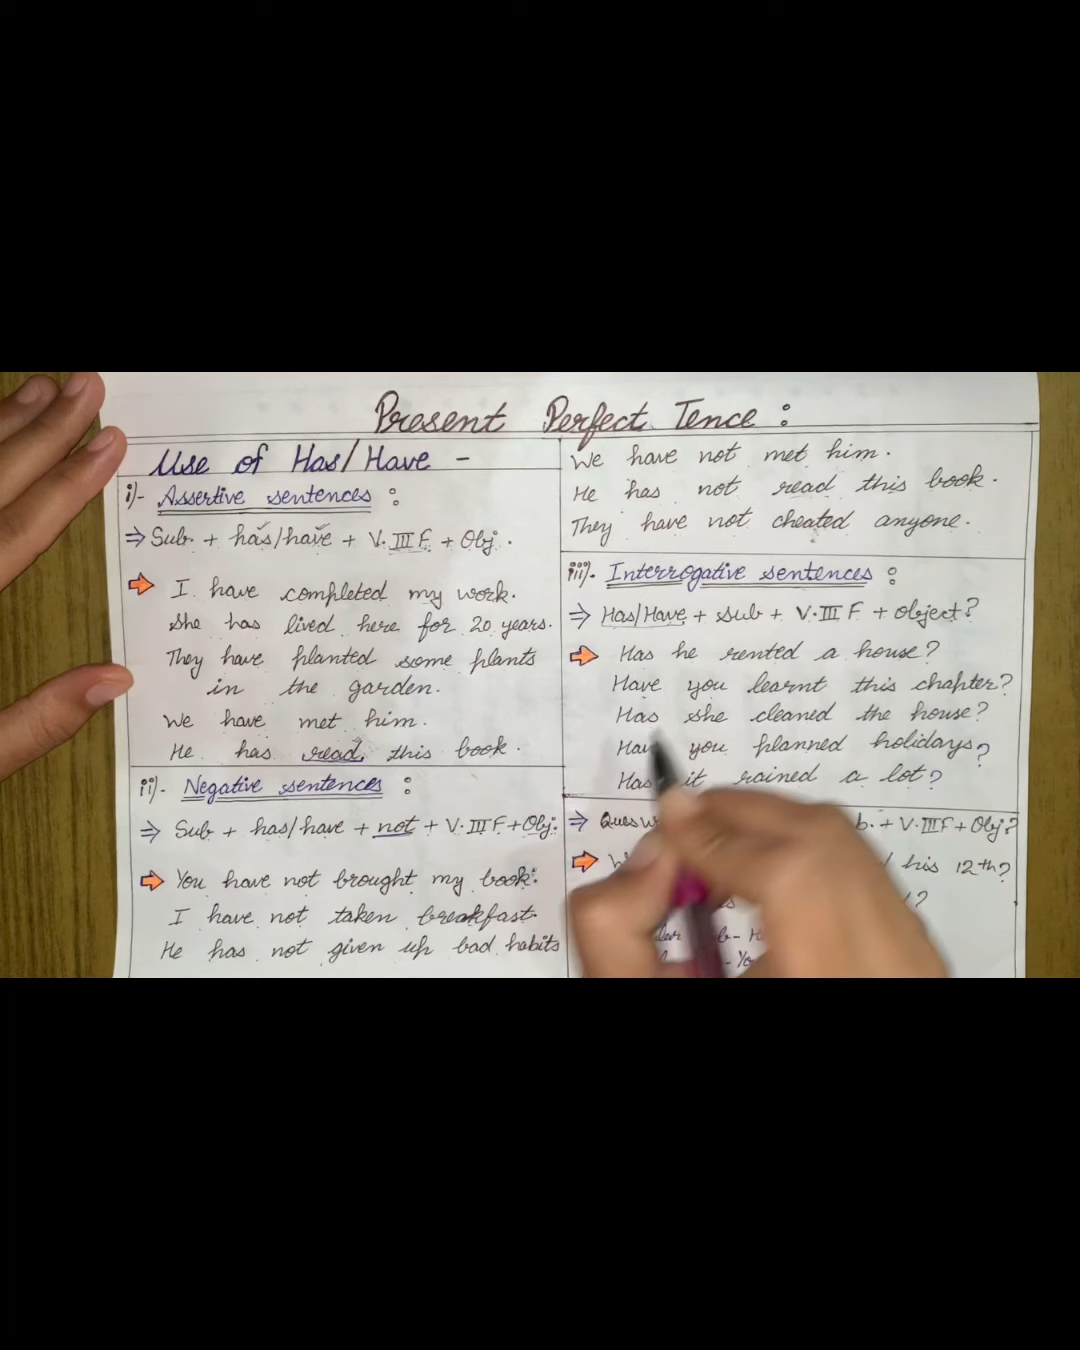 Present Perfect Tence :
Use of Has/Have -
i)- Assertive sentences :
⇒ Sub + has/have + V.III F + Obj.
I have completed my work.
She has lived here for 20 years.
They have planted some plants
in the garden.
We have met him.
He has read this book.
ii)- Negative sentences :
⇒ Sub + has/have + not + V.III F + Obj.
You have not brought my book.
I have not taken breakfast.
He has not given up bad habits
We have not met him.
He has not read this book.
They have not cheated anyone.
iii)- Interrogative sentences :
⇒ Has/Have + Sub + V.III F + object?
Has he rented a house?
Have you learnt this chapter?
Has she cleaned the house?
Have you planned holidays?
Has it rained a lot?
⇒ Ques b. + V.III F + Obj?
his 12th?